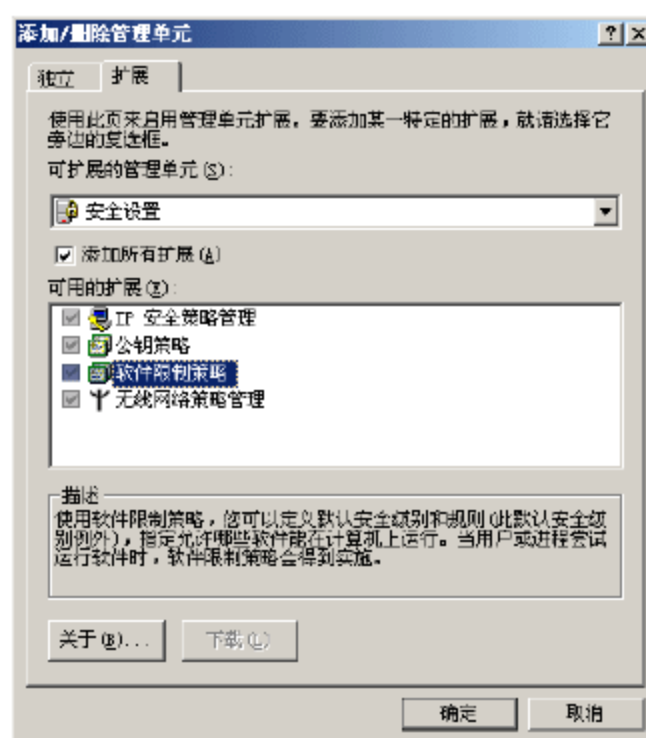 添加/删除管理单元
独立
扩展
使用此页来启用管理单元扩展。要添加某一特定的扩展，就请选择它
旁边的复选框。
可扩展的管理单元(S):
安全设置
添加所有扩展(A)
可用的扩展(X):
IP 安全策略管理
公钥策略
软件限制策略
无线网络策略管理
描述
使用软件限制策略，您可以定义默认安全级别和规则(此默认安全级
别例外)，指定允许哪些软件能在计算机上运行。当用户或进程尝试
运行软件时，软件限制策略会得到实施。
关于(B)...
下载(L)
确定
取消